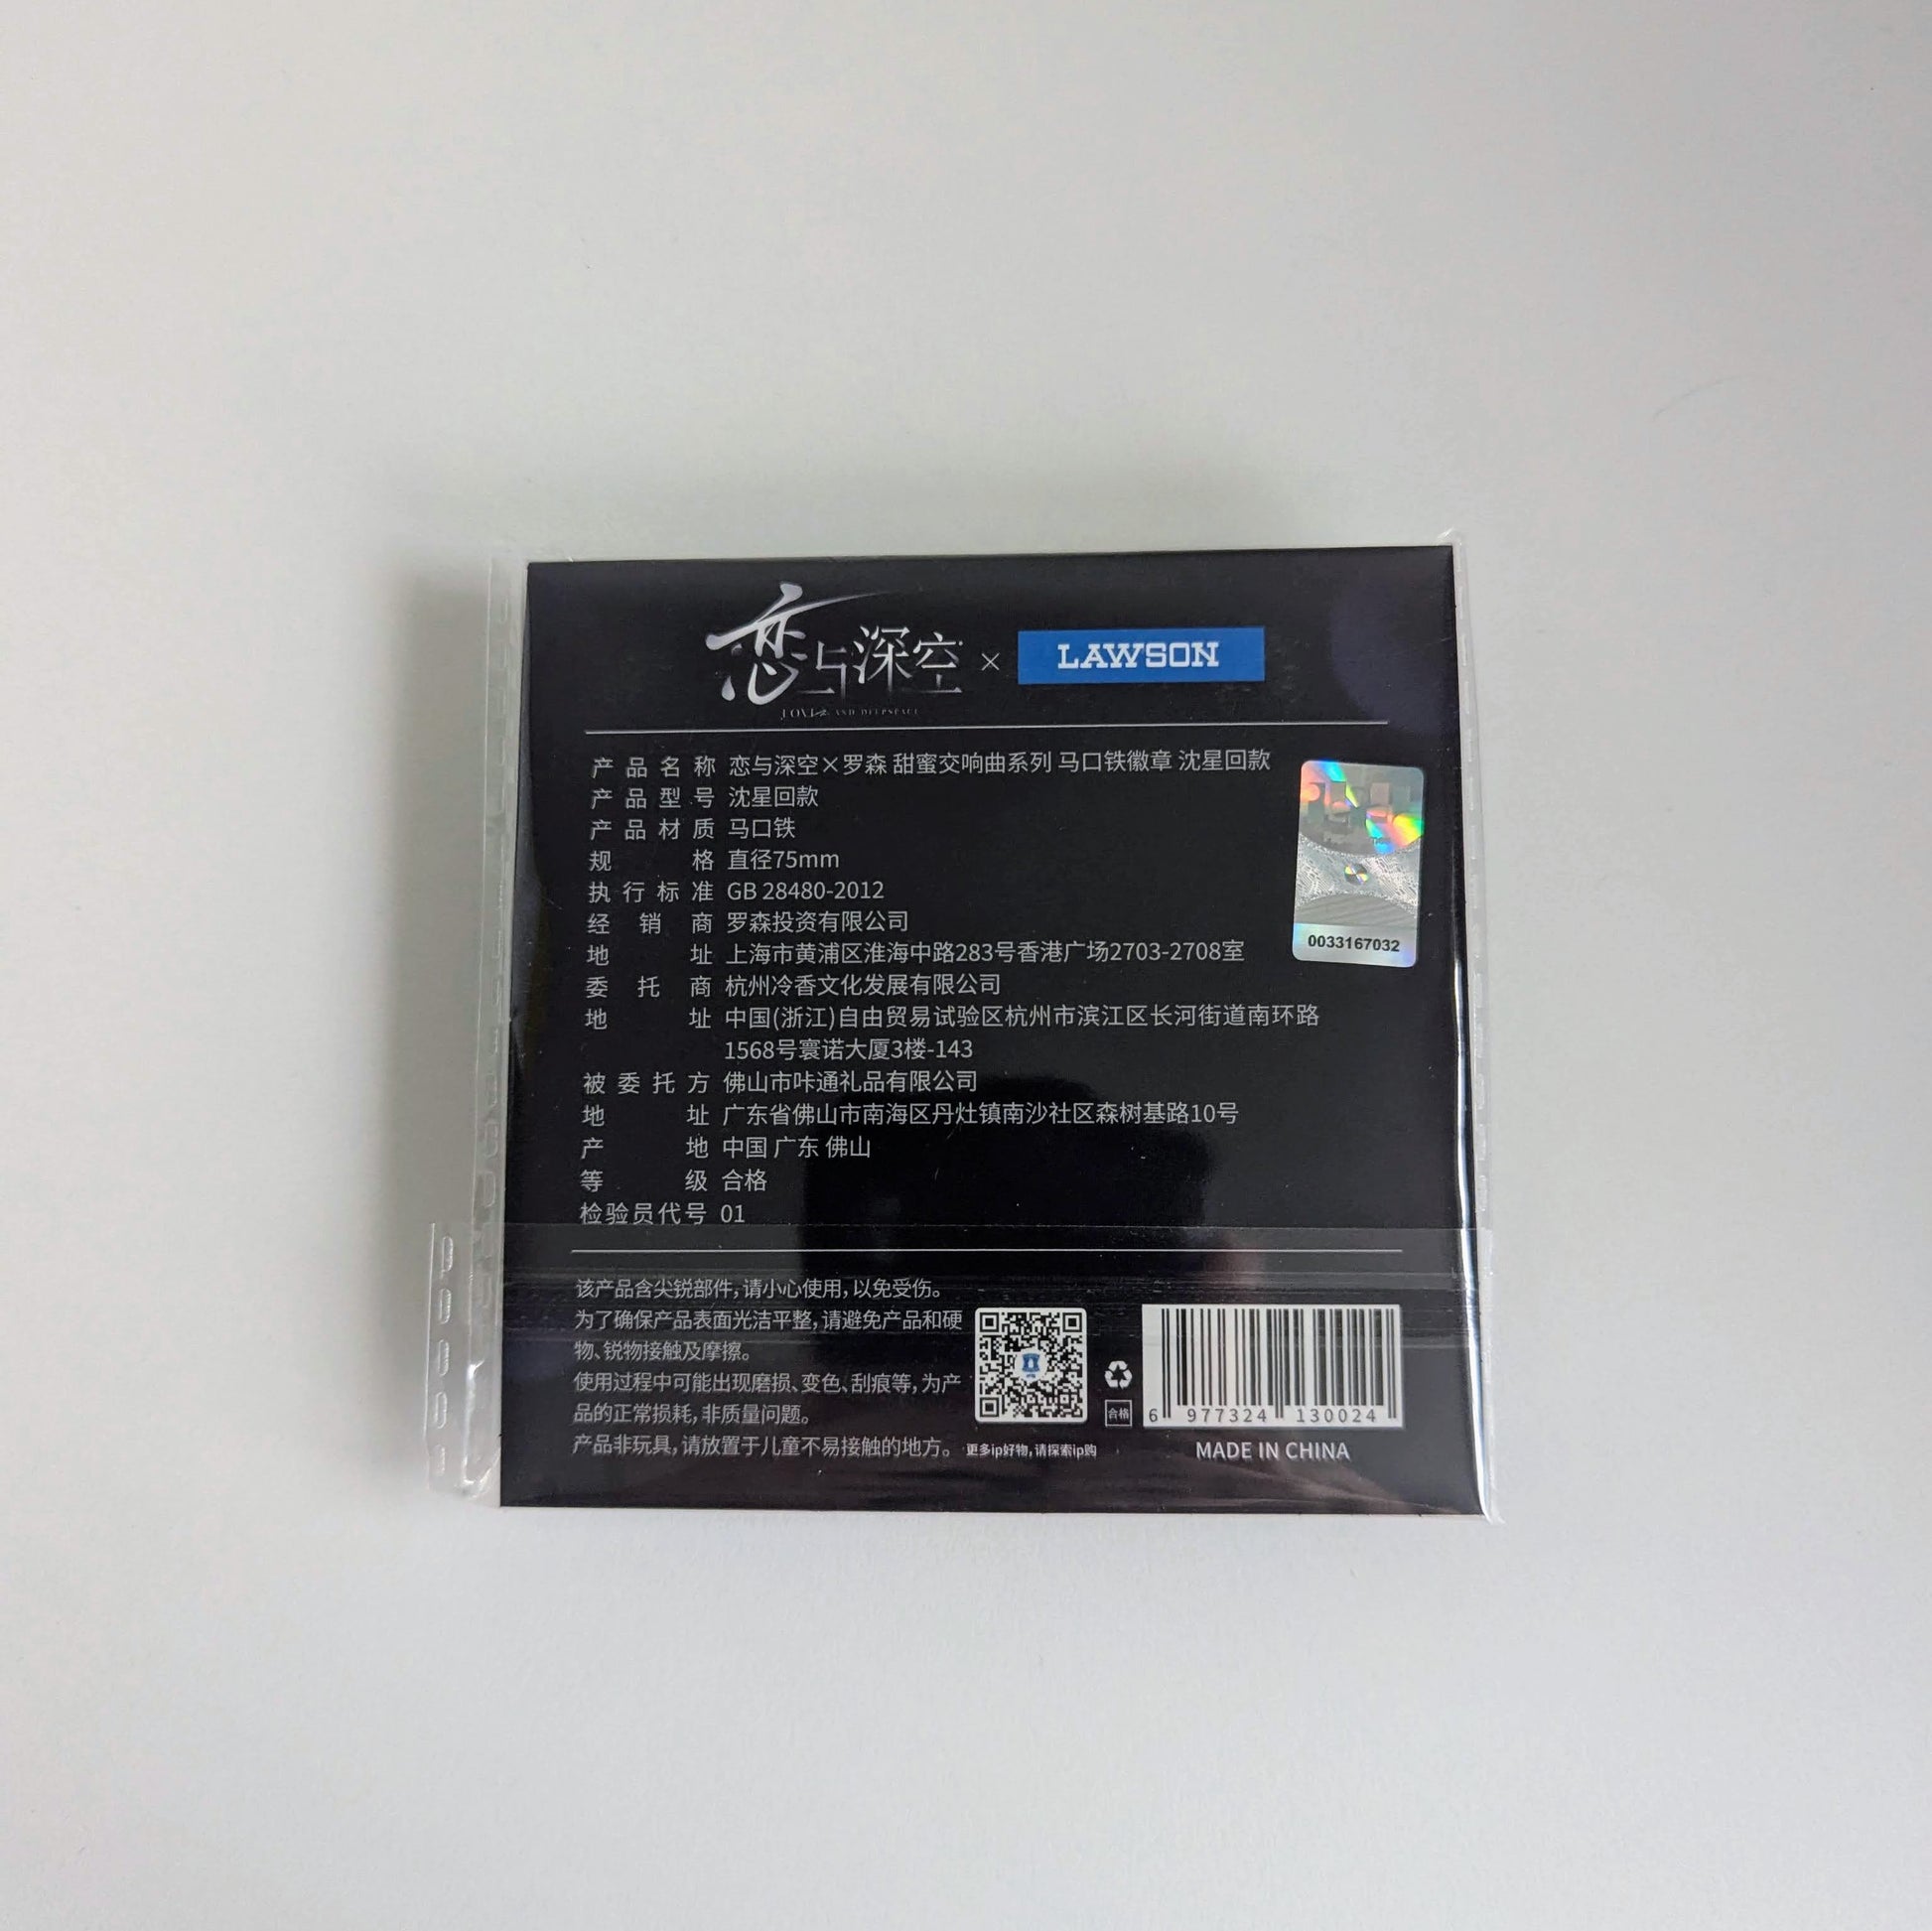 恋与深空 × LAWSON
LOVE AND DEEPSPACE
产品名称 恋与深空×罗森 甜蜜交响曲系列 马口铁徽章 沈星回款
产品型号 沈星回款
产品材质 马口铁
规格 直径75mm
执行标准 GB 28480-2012
经销商 罗森投资有限公司
地址 上海市黄浦区淮海中路283号香港广场2703-2708室
0033167032
委托商 杭州冷香文化发展有限公司
地址 中国(浙江)自由贸易试验区杭州市滨江区长河街道南环路
1568号寰诺大厦3楼-143
被委托方 佛山市咔通礼品有限公司
地址 广东省佛山市南海区丹灶镇南沙社区森树基路10号
产地 中国 广东 佛山
等级 合格
检验员代号 01
该产品含尖锐部件,请小心使用,以免受伤。
为了确保产品表面光洁平整,请避免产品和硬
物、锐物接触及摩擦。
使用过程中可能出现磨损、变色、刮痕等,为产
品的正常损耗,非质量问题。
产品非玩具,请放置于儿童不易接触的地方。
更多ip好物,请探索ip购
合格
6 977324 130024
MADE IN CHINA